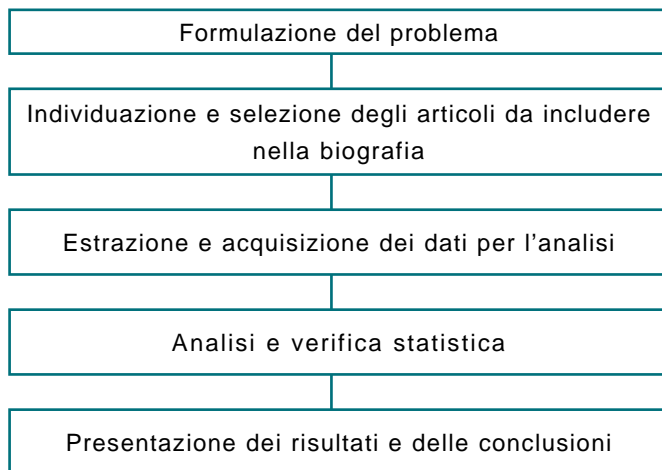 Formulazione del problema
Individuazione e selezione degli articoli da includere
nella biografia
Estrazione e acquisizione dei dati per l'analisi
Analisi e verifica statistica
Presentazione dei risultati e delle conclusioni